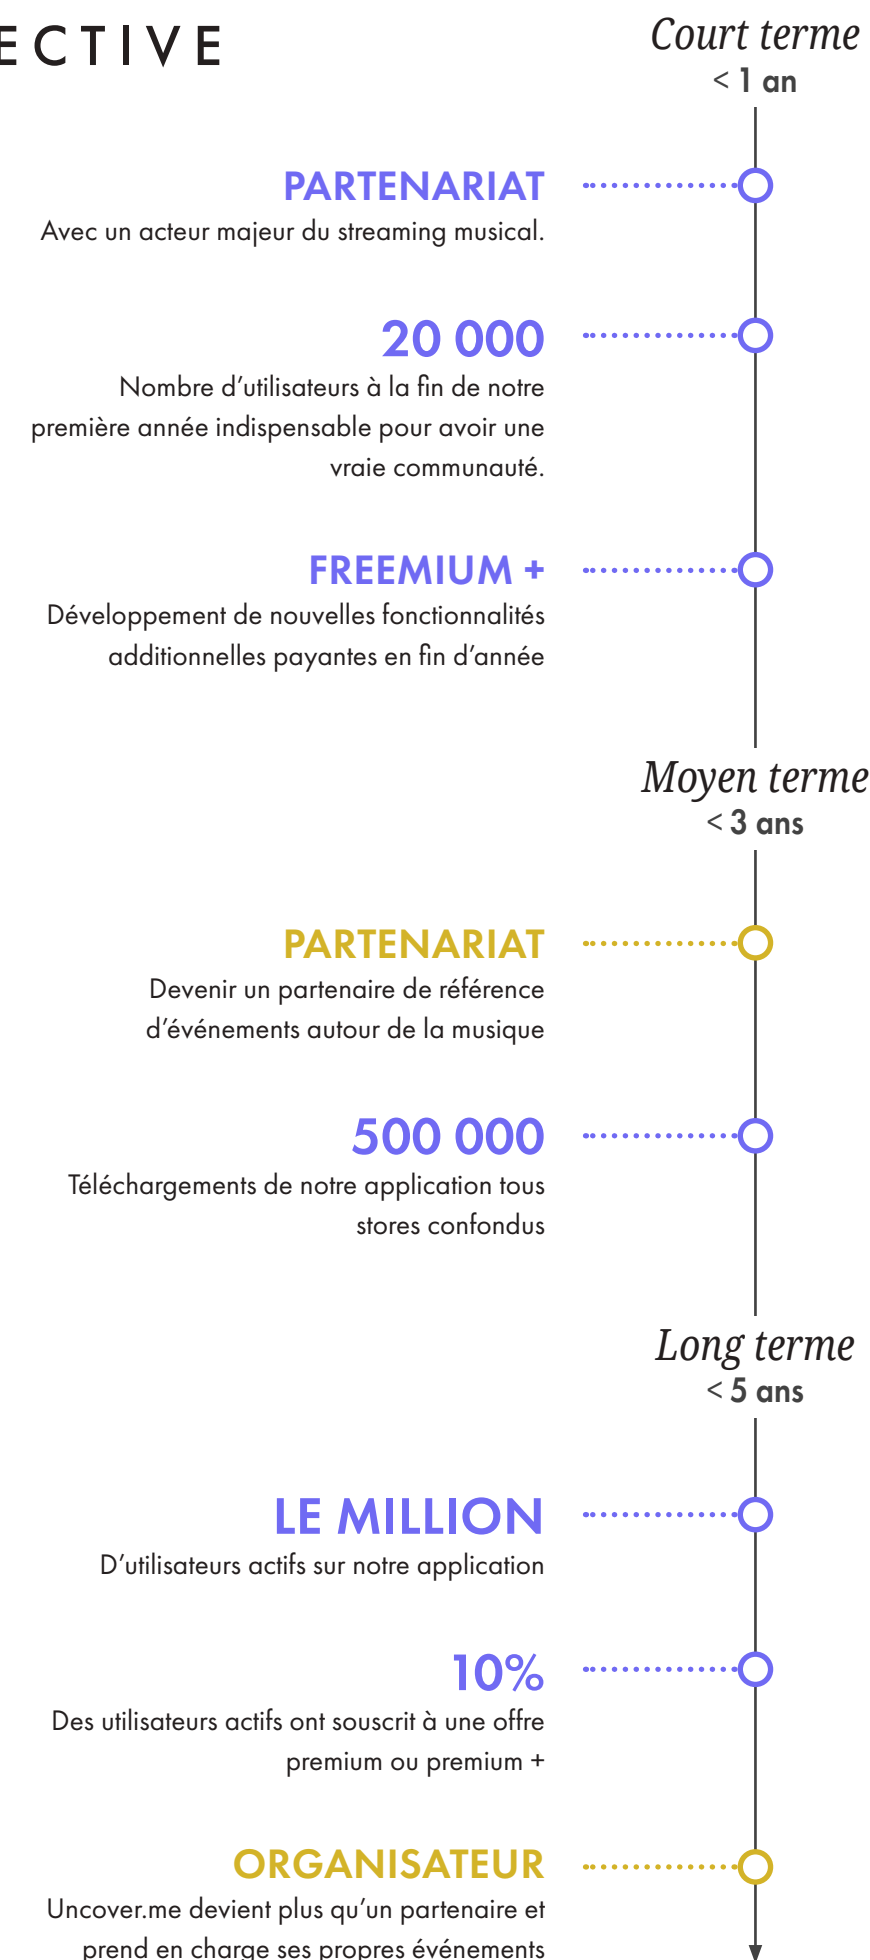 ECTIVE
Court terme
< 1 an
PARTENARIAT
Avec un acteur majeur du streaming musical.
20 000
Nombre d’utilisateurs à la fin de notre
première année indispensable pour avoir une
vraie communauté.
FREEMIUM +
Développement de nouvelles fonctionnalités
additionnelles payantes en fin d’année
Moyen terme
< 3 ans
PARTENARIAT
Devenir un partenaire de référence
d’événements autour de la musique
500 000
Téléchargements de notre application tous
stores confondus
Long terme
< 5 ans
LE MILLION
D’utilisateurs actifs sur notre application
10%
Des utilisateurs actifs ont souscrit à une offre
premium ou premium +
ORGANISATEUR
Uncover.me devient plus qu’un partenaire et
prend en charge ses propres événements